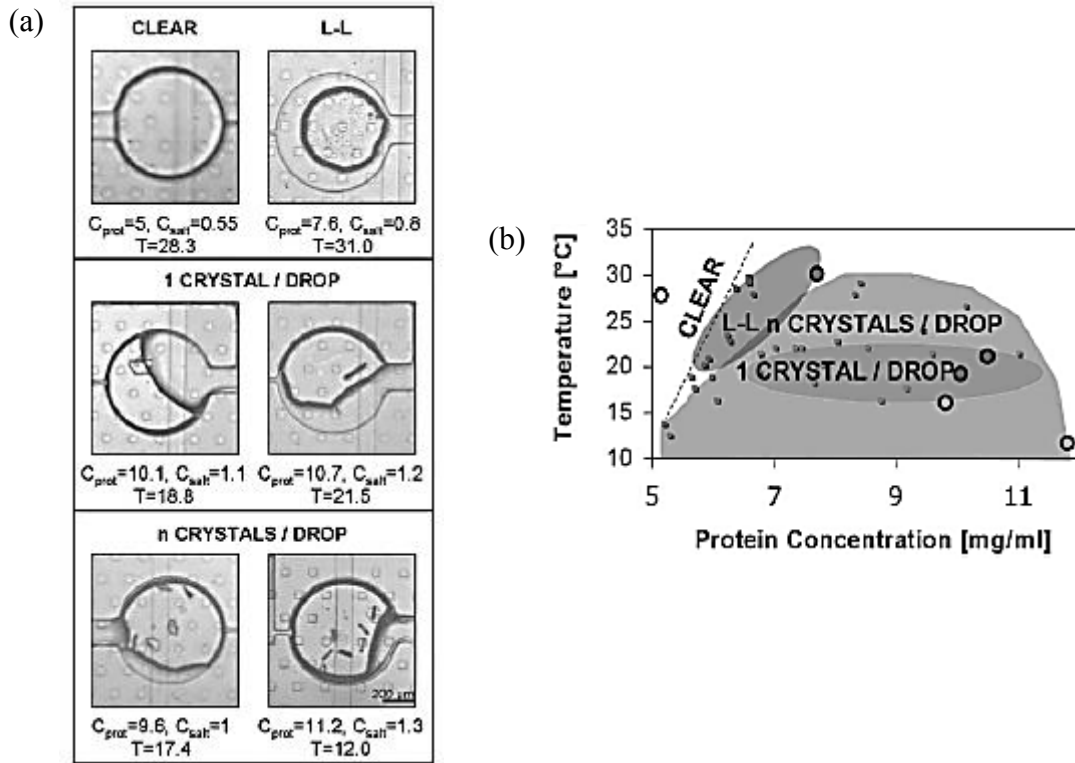 (a)
CLEAR L-L
C_prot=5, C_salt=0.55 C_prot=7.6, C_salt=0.8
T=28.3 T=31.0
1 CRYSTAL / DROP
C_prot=10.1, C_salt=1.1 C_prot=10.7, C_salt=1.2
T=18.8 T=21.5
n CRYSTALS / DROP
200 µm
C_prot=9.6, C_salt=1 C_prot=11.2, C_salt=1.3
T=17.4 T=12.0
(b)
Temperature [°C]
35
30
25
20
15
10
CLEAR
L-L n CRYSTALS / DROP
1 CRYSTAL / DROP
5 7 9 11
Protein Concentration [mg/ml]